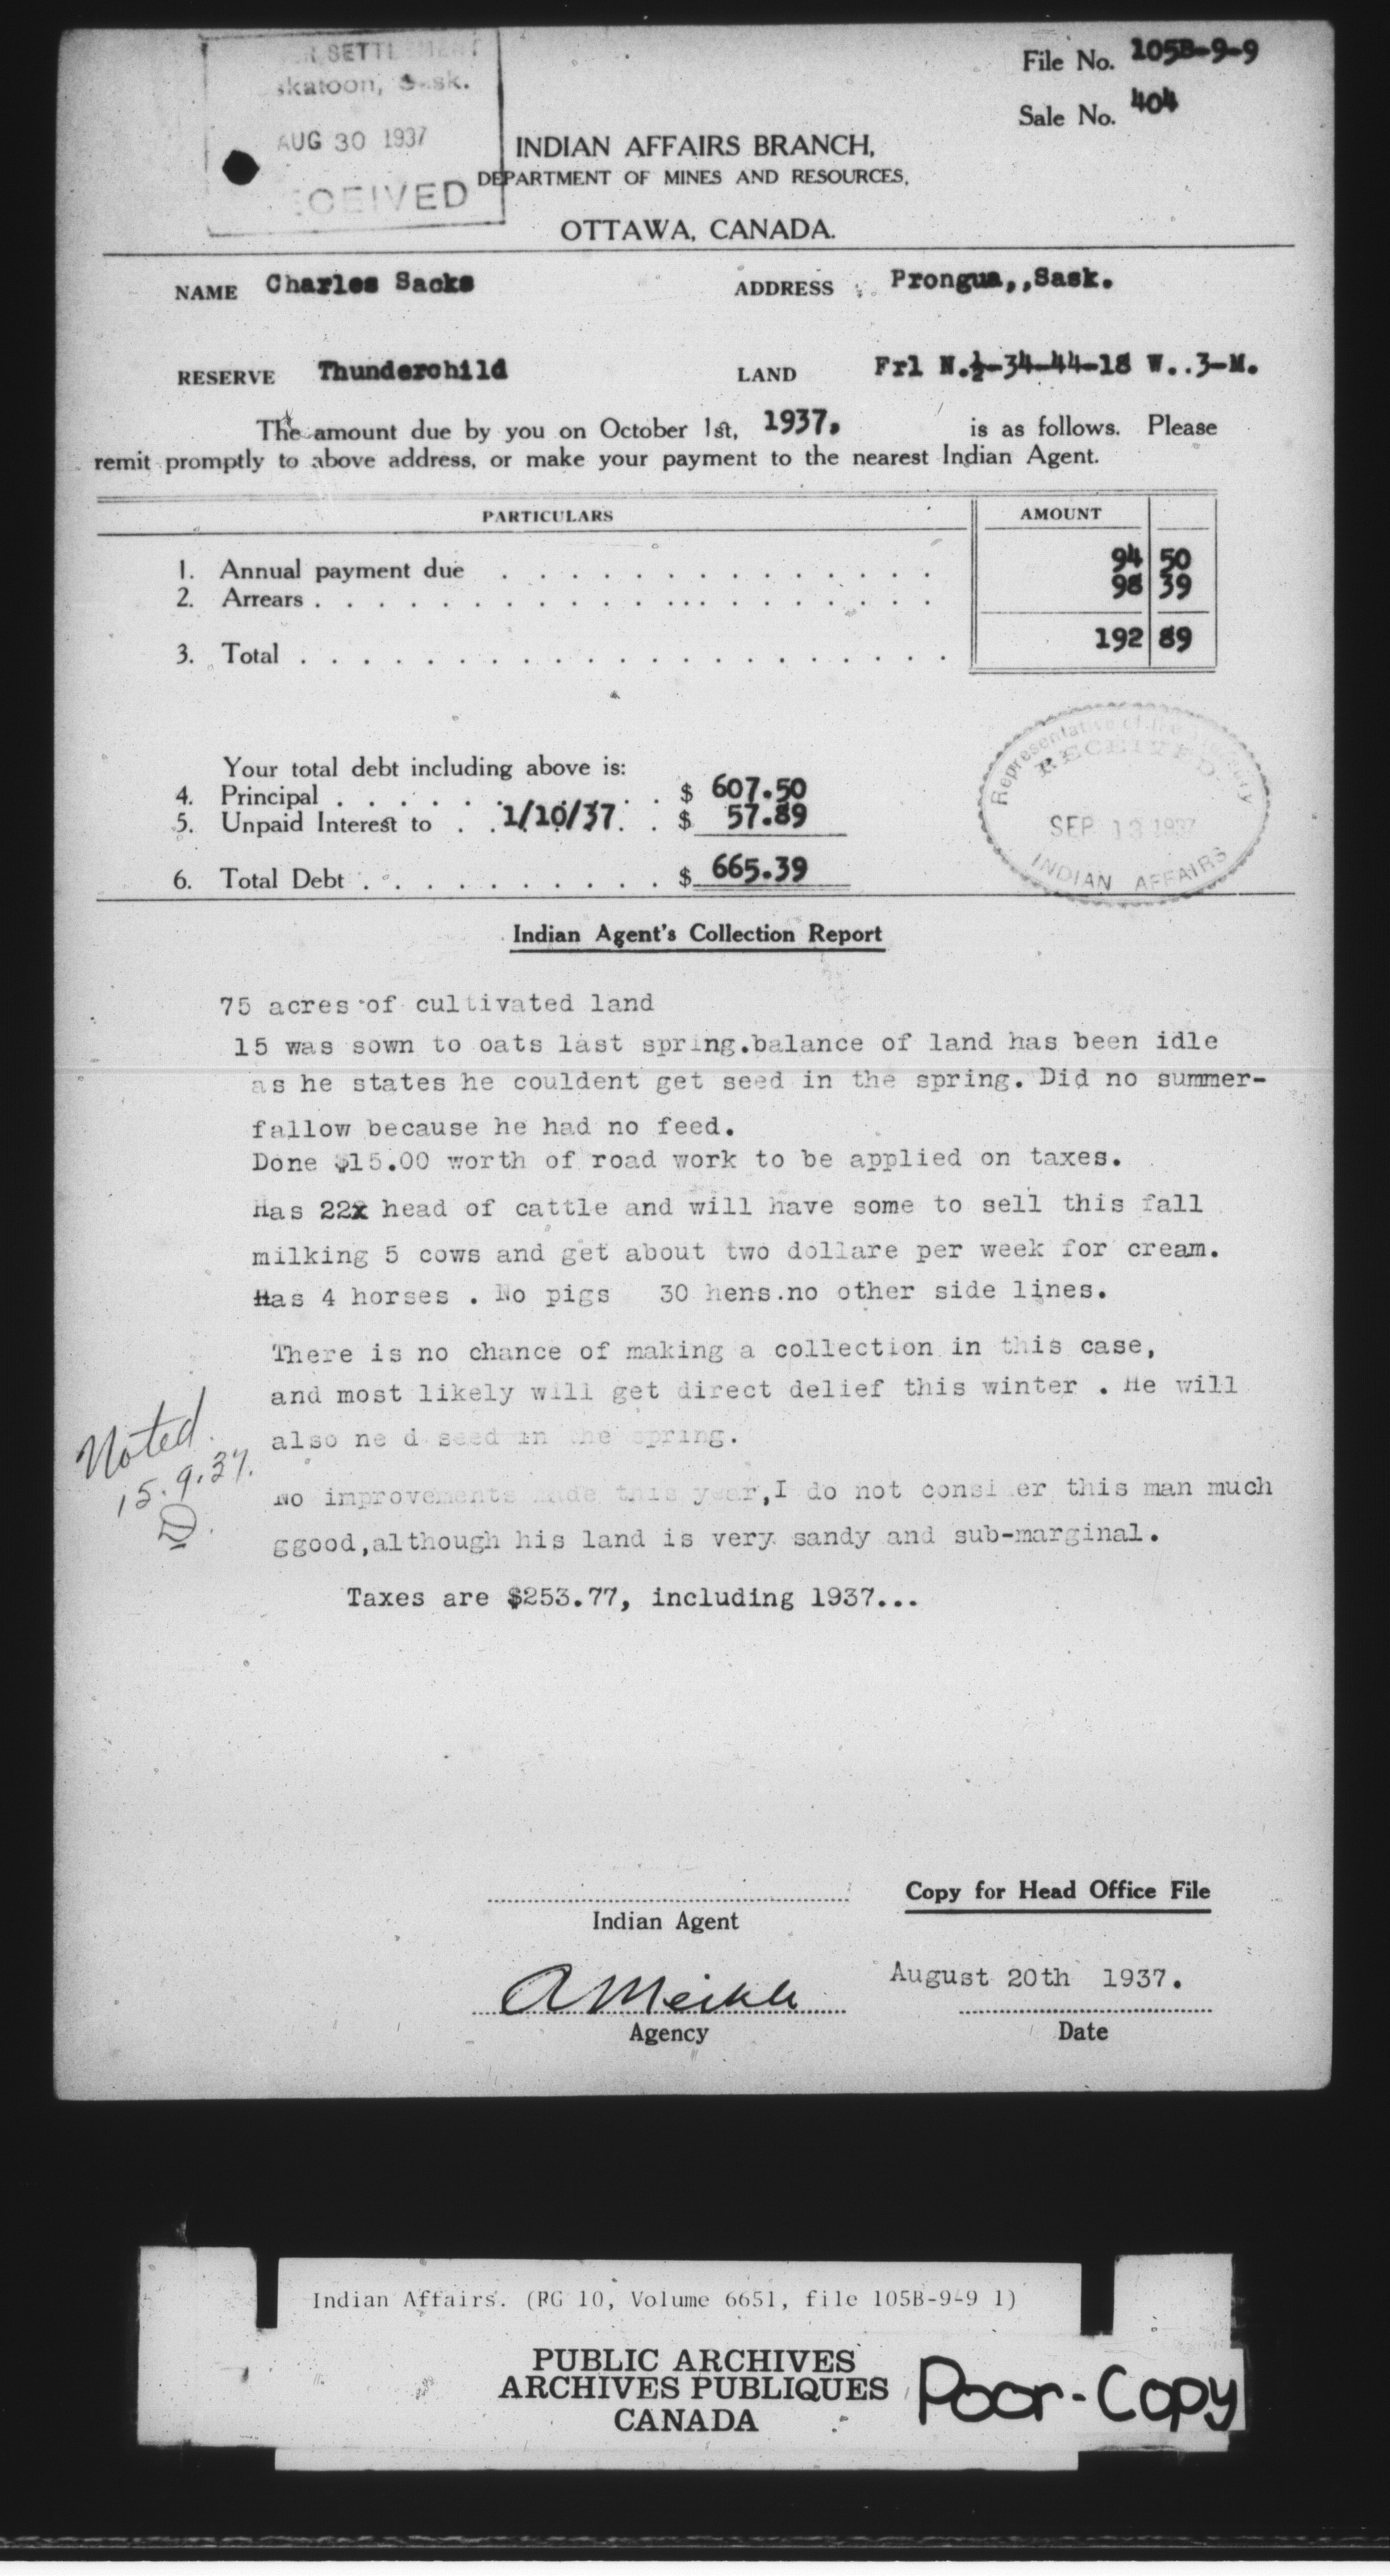 SETTLEMENT
skatoon, Sask.
AUG 30 1937
RECEIVED
File No. 105B-9-9
Sale No. 404
INDIAN AFFAIRS BRANCH,
DEPARTMENT OF MINES AND RESOURCES,
OTTAWA, CANADA.
NAME Charles Sacks ADDRESS Prongua,,Sask.
RESERVE Thunderchild LAND Frl N.½-34-44-18 W..3-M.
The amount due by you on October 1st, 1937. is as follows. Please
remit promptly to above address, or make your payment to the nearest Indian Agent.
PARTICULARS AMOUNT
1. Annual payment due . . . . . . . . . . . . . . 94 50
2. Arrears . . . . . . . . . . . . . . . . . . . . 98 39
3. Total . . . . . . . . . . . . . . . . . . . . . 192 89
Representative of the
RECEIVED
SEP 13 1937
INDIAN AFFAIRS
Your total debt including above is:
4. Principal . . . . . . . . . . . $ 607.50
5. Unpaid Interest to . . 1/10/37. . $ 57.89
6. Total Debt . . . . . . . . . . . $ 665.39
Indian Agent's Collection Report
75 acres of cultivated land
15 was sown to oats last spring.balance of land has been idle
as he states he couldent get seed in the spring. Did no summer-
fallow because he had no feed.
Done $15.00 worth of road work to be applied on taxes.
Has 22x head of cattle and will have some to sell this fall
milking 5 cows and get about two dollare per week for cream.
Has 4 horses . No pigs 30 hens.no other side lines.
There is no chance of making a collection in this case,
and most likely will get direct delief this winter . He will
also ne d seed in the spring.
No improvements made this year,I do not consider this man much
ggood,although his land is very sandy and sub-marginal.
Taxes are $253.77, including 1937...
Noted
15.9.37.
D.
Copy for Head Office File
Indian Agent
August 20th 1937.
A Meikle
Agency Date
Indian Affairs. (RG 10, Volume 6651, file 105B-9-9 1)
PUBLIC ARCHIVES
ARCHIVES PUBLIQUES
CANADA
Poor-Copy